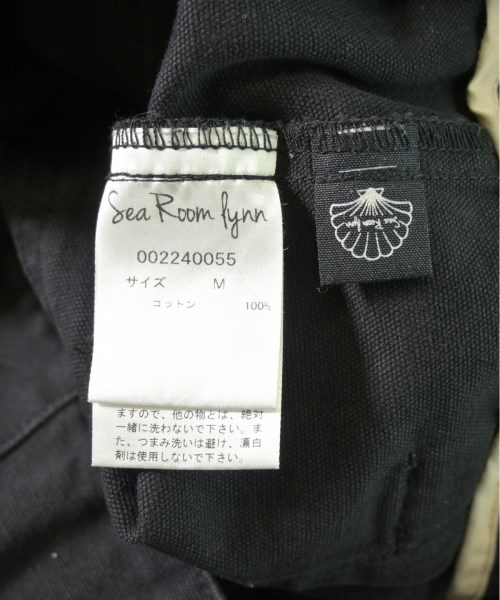 Sea Room lynn
002240055
サイズ M
コットン 100%
ますので、他の物とは、絶対
一緒に洗わないで下さい。ま
た、つまみ洗いは避け、漂白
剤は使用しないで下さい。
Sea Room lynn